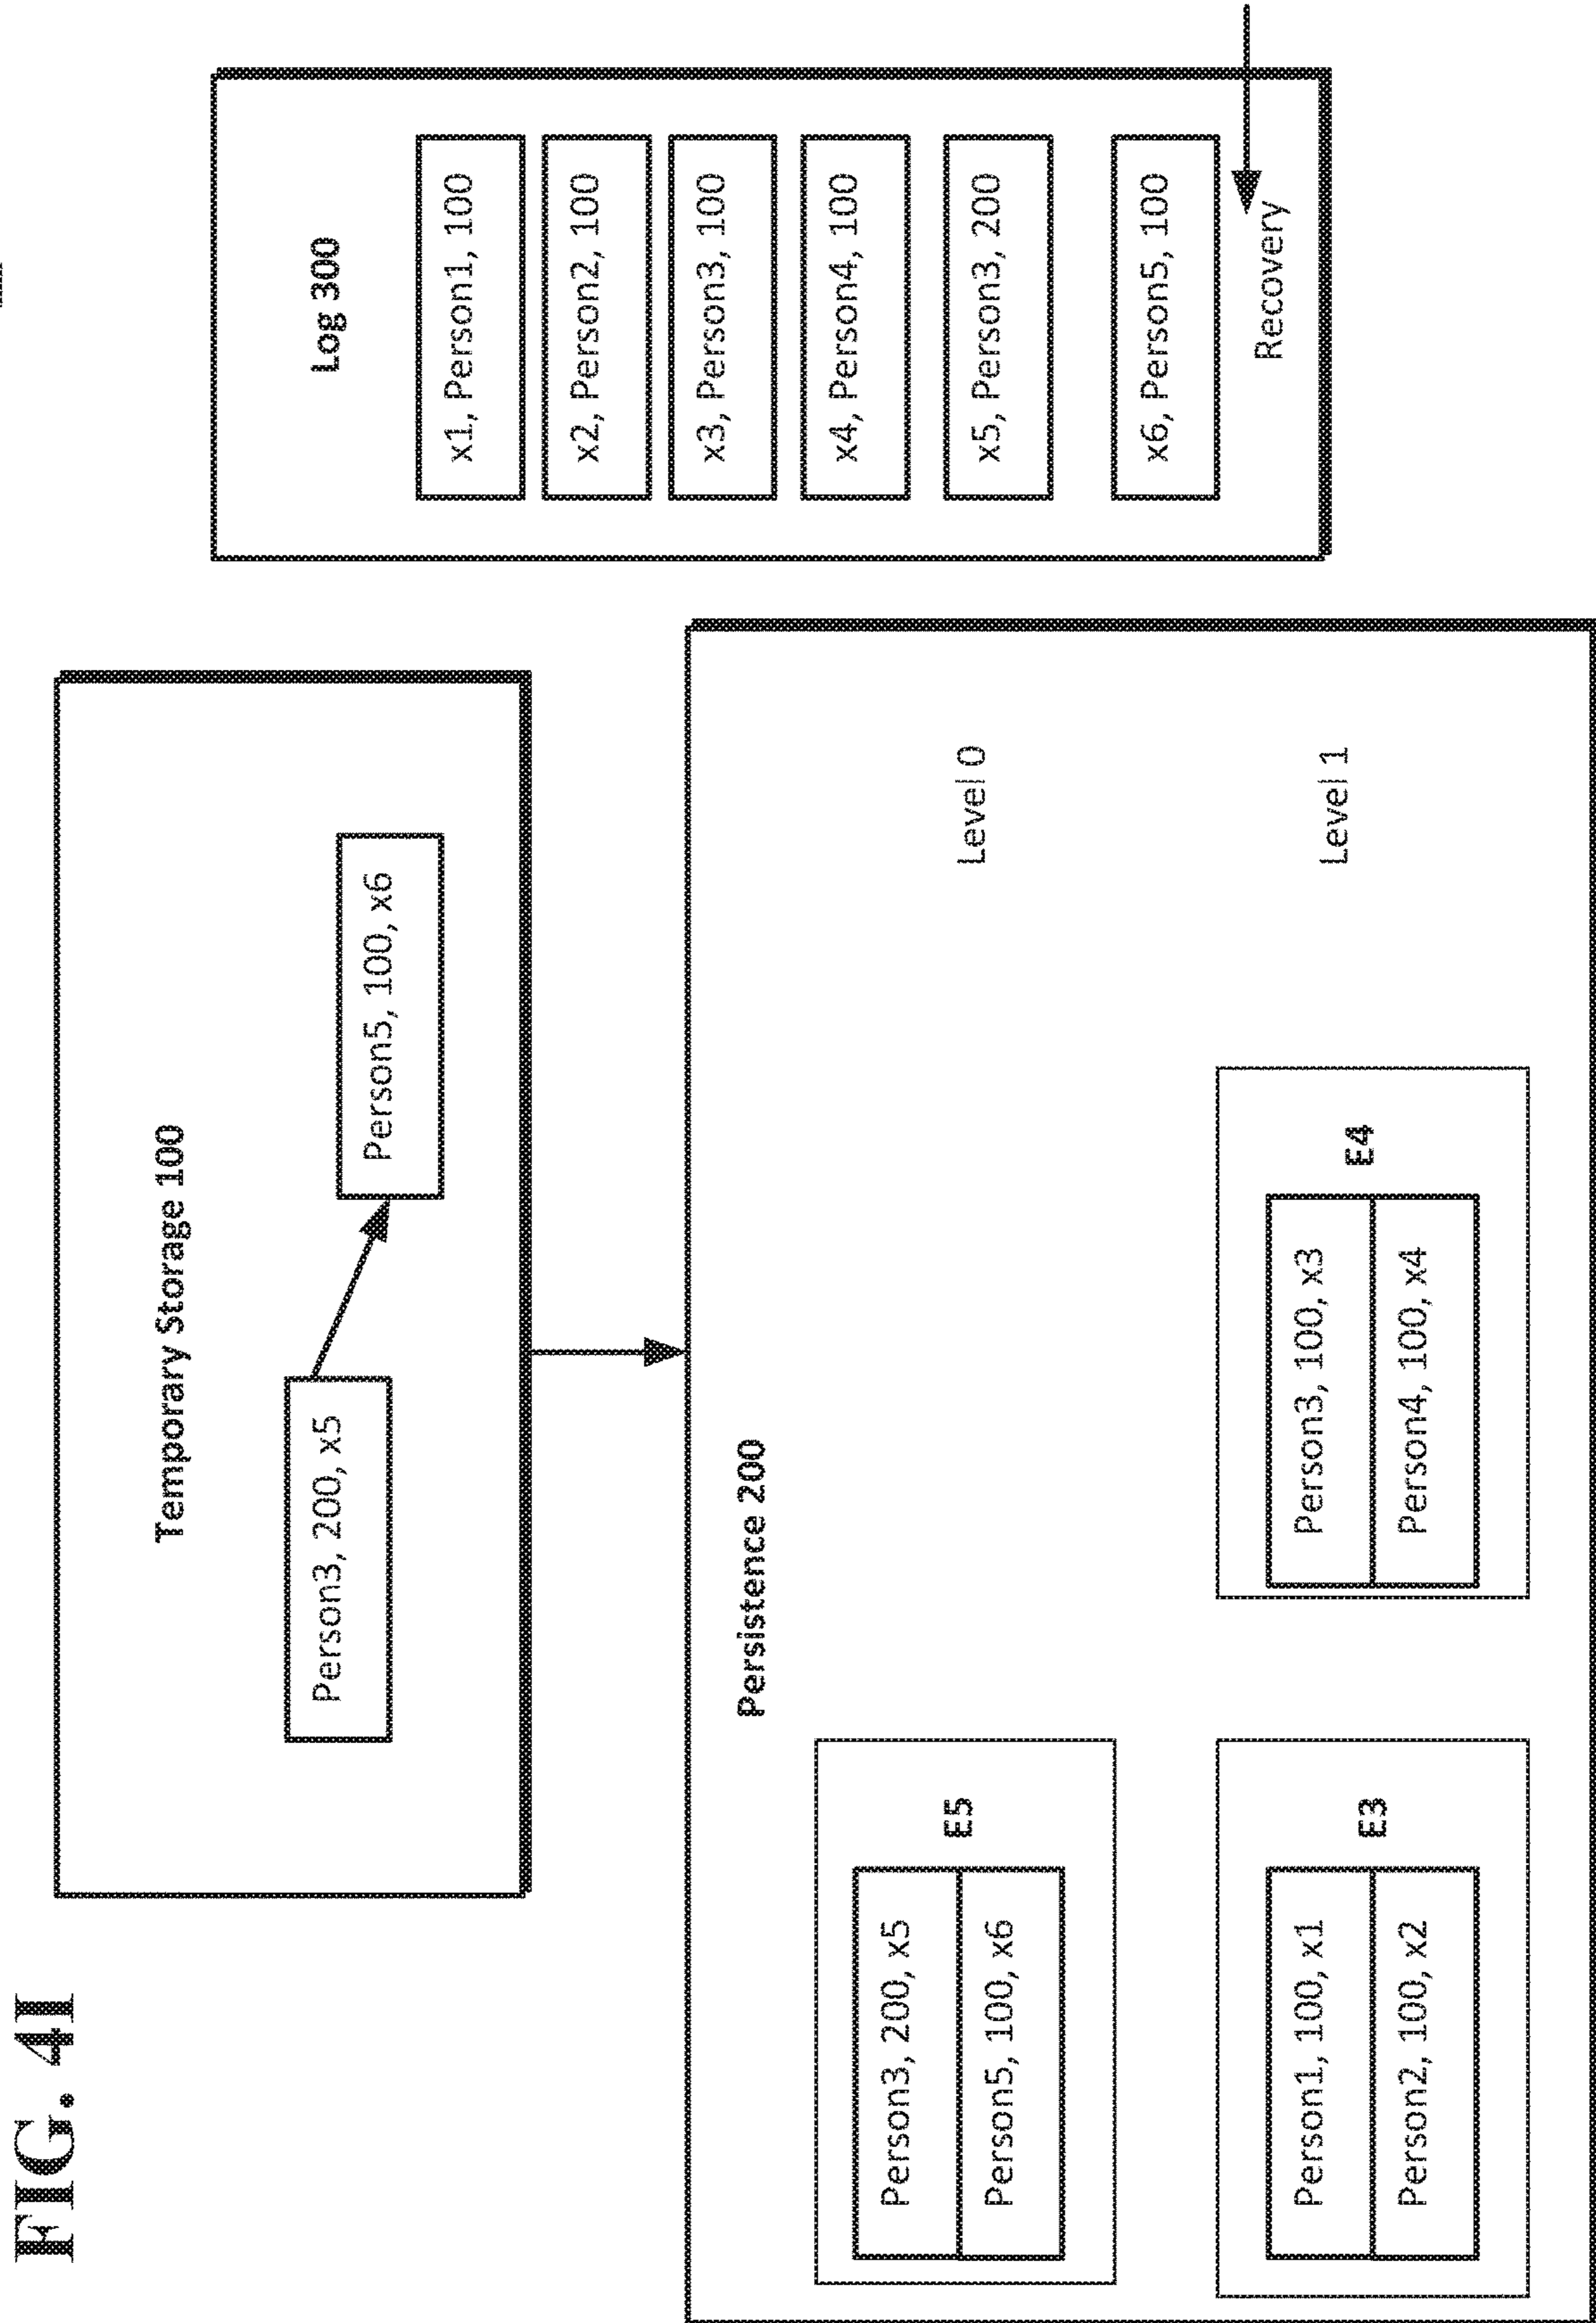 FIG. 4I
Temporary Storage 100
Person3, 200, x5
Person5, 100, x6
Persistence 200
E5
Person3, 200, x5
Person5, 100, x6
Level 0
E3
Person1, 100, x1
Person2, 100, x2
E4
Person3, 100, x3
Person4, 100, x4
Level 1
Log 300
x1, Person1, 100
x2, Person2, 100
x3, Person3, 100
x4, Person4, 100
x5, Person3, 200
x6, Person5, 100
Recovery